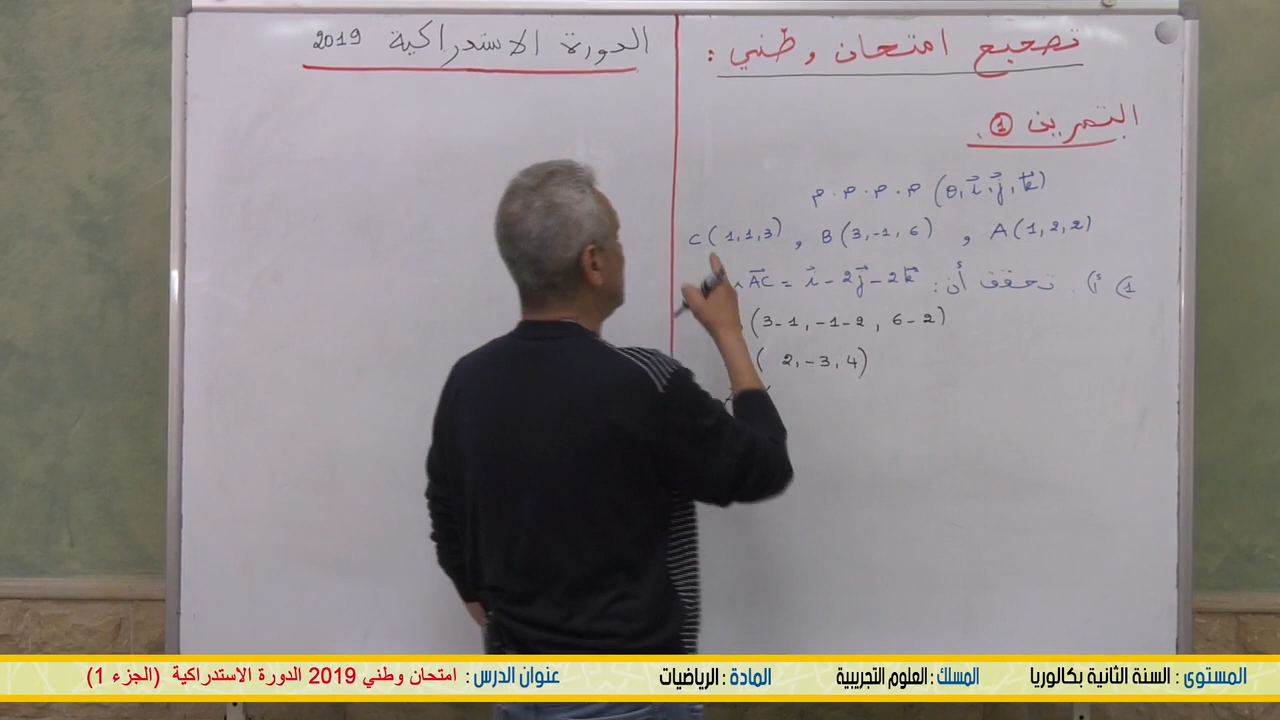 تصحيح امتحان وطني :
الدورة الاستدراكية 2019
التمرين ①
م.م.م.م (0, i⃗, j⃗, k⃗)
A(1,2,2) , B(3,-1,6) , C(1,1,3)
1) أ) . تحقق أن : AC⃗ = i⃗ - 2j⃗ - 2k⃗
(3-1, -1-2, 6-2)
( 2, -3, 4)
المستوى : السنة الثانية بكالوريا المسلك : العلوم التجريبية المادة : الرياضيات عنوان الدرس : امتحان وطني 2019 الدورة الاستدراكية (الجزء 1)